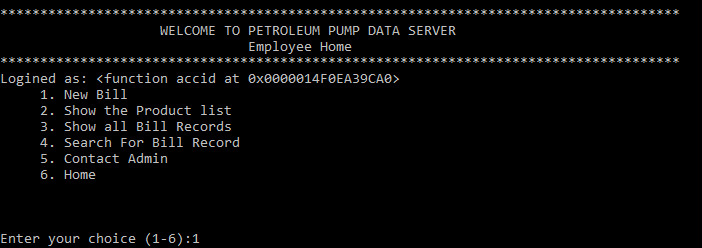 *************************************************************************************
WELCOME TO PETROLEUM PUMP DATA SERVER
Employee Home
*************************************************************************************
Logined as: <function accid at 0x0000014F0EA39CA0>
1. New Bill
2. Show the Product list
3. Show all Bill Records
4. Search For Bill Record
5. Contact Admin
6. Home
Enter your choice (1-6):1